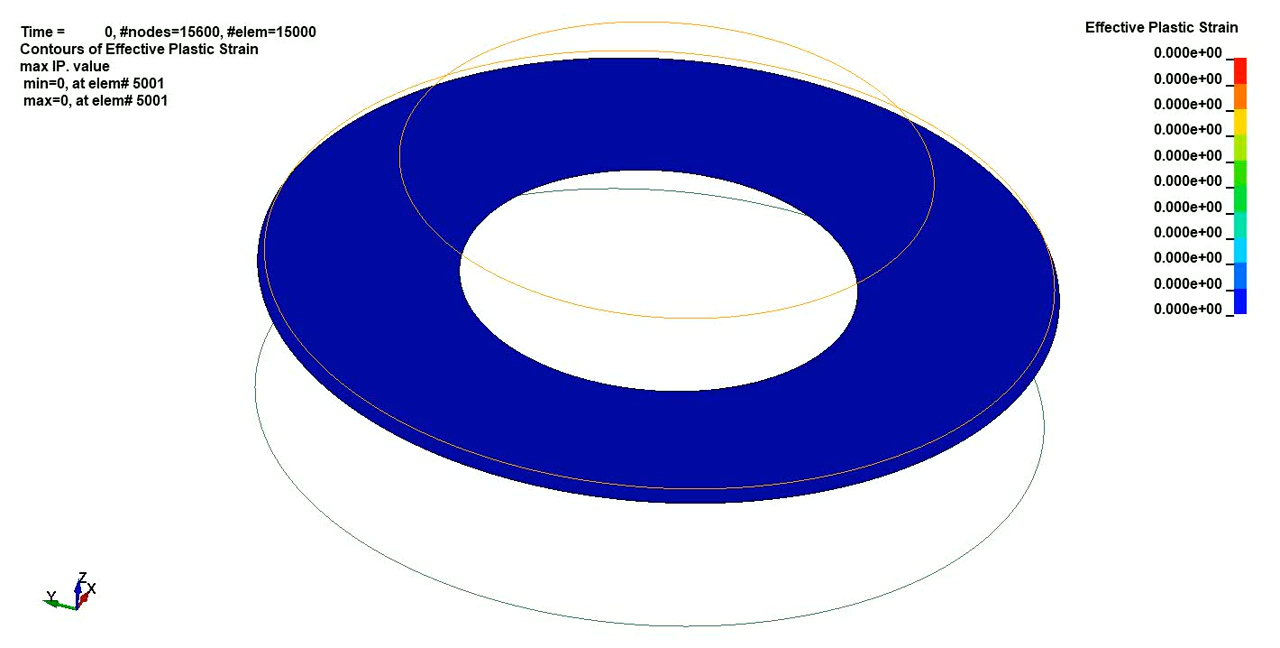 Time = 0, #nodes=15600, #elem=15000
Contours of Effective Plastic Strain
max IP. value
min=0, at elem# 5001
max=0, at elem# 5001
Effective Plastic Strain
0.000e+00
0.000e+00
0.000e+00
0.000e+00
0.000e+00
0.000e+00
0.000e+00
0.000e+00
0.000e+00
0.000e+00
0.000e+00
Z
X
Y